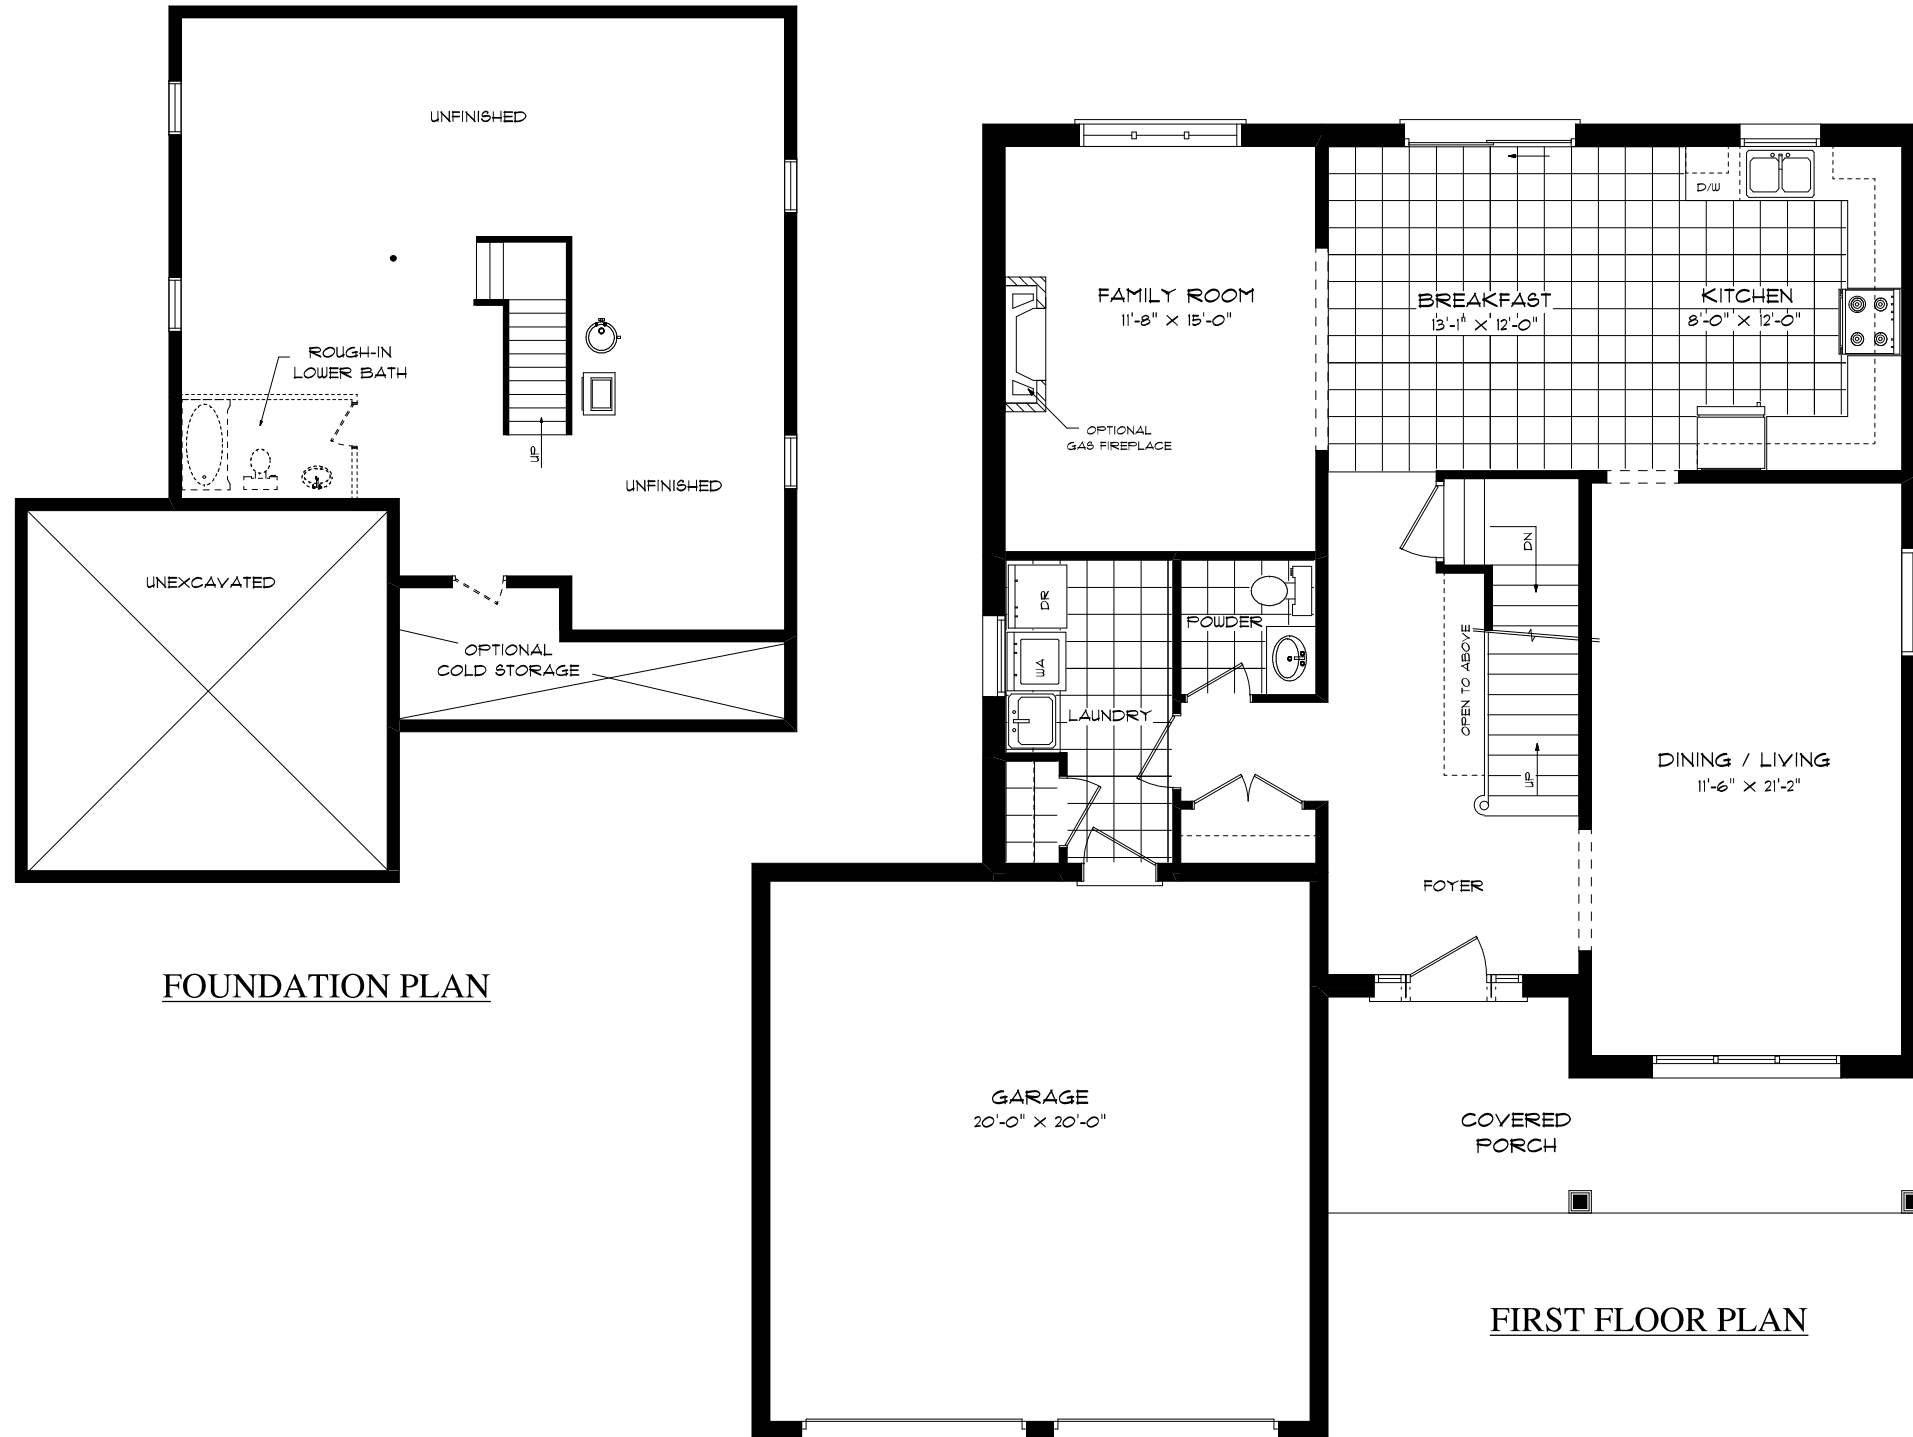 UNFINISHED
ROUGH-IN
LOWER BATH
UP
UNFINISHED
UNEXCAVATED
OPTIONAL
COLD STORAGE
FOUNDATION PLAN
FAMILY ROOM
11'-8" X 15'-0"
OPTIONAL
GAS FIREPLACE
BREAKFAST
13'-1" X 12'-0"
D/W
KITCHEN
8'-0" X 12'-0"
DN
DR
WA
POWDER
LAUNDRY
OPEN TO ABOVE
UP
DINING / LIVING
11'-6" X 21'-2"
FOYER
GARAGE
20'-0" X 20'-0"
COVERED
PORCH
FIRST FLOOR PLAN